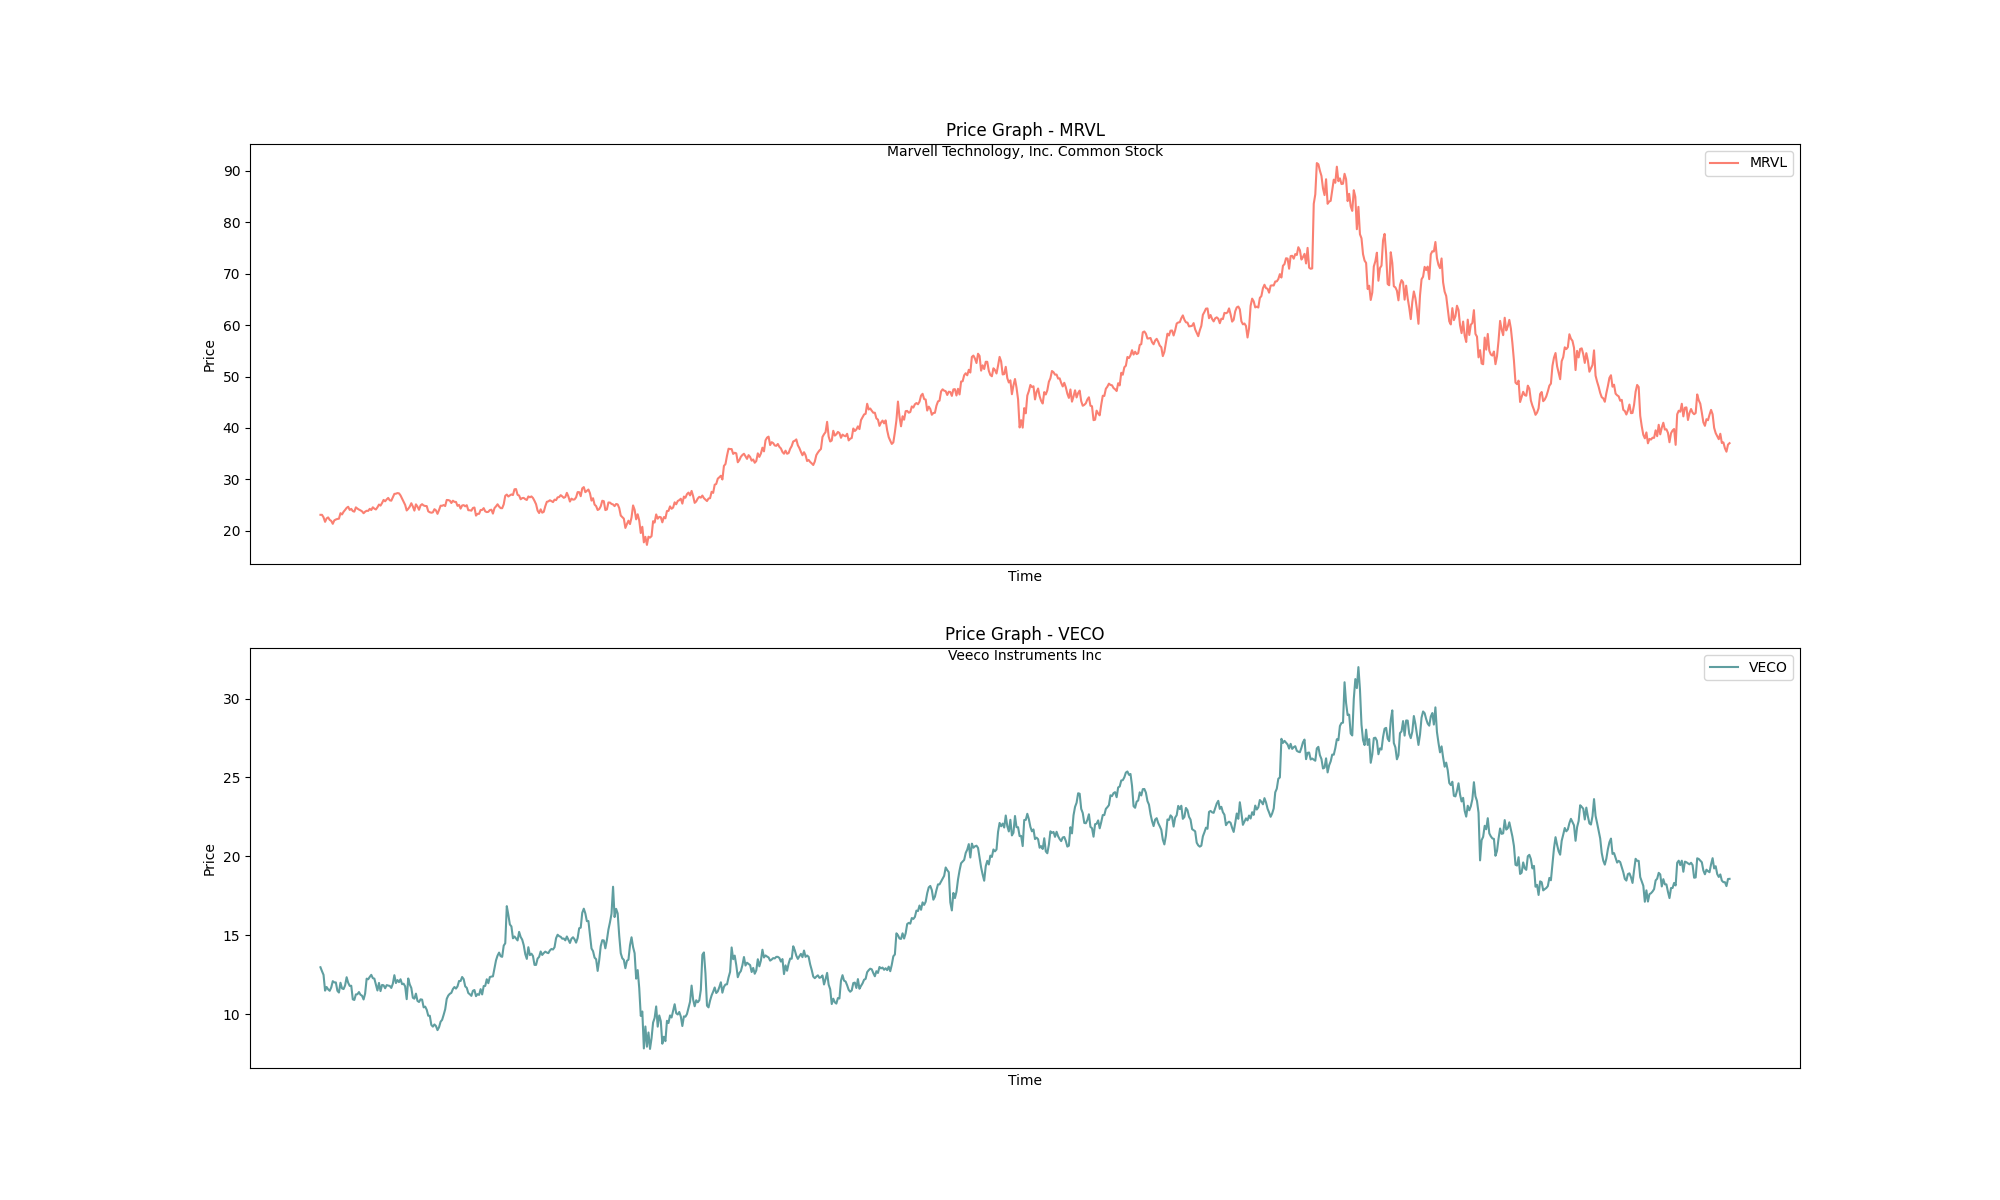 Price Graph - MRVL
Marvell Technology, Inc. Common Stock
MRVL
90
80
70
60
50
40
30
20
Price
Time
Price Graph - VECO
Veeco Instruments Inc
VECO
30
25
20
15
10
Price
Time